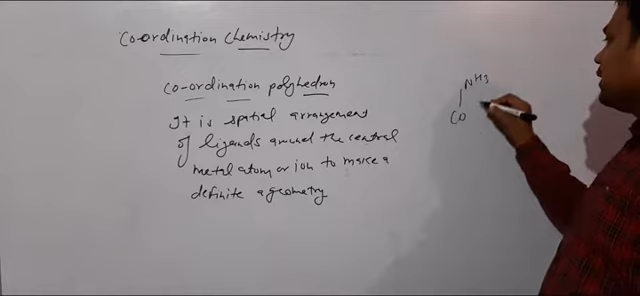 Co-ordination Chemistry
Co-ordination polyhedron
It is spatial arrangement
of ligands around the central
metal atom or ion to make a
definite a geometry
NH3
CO